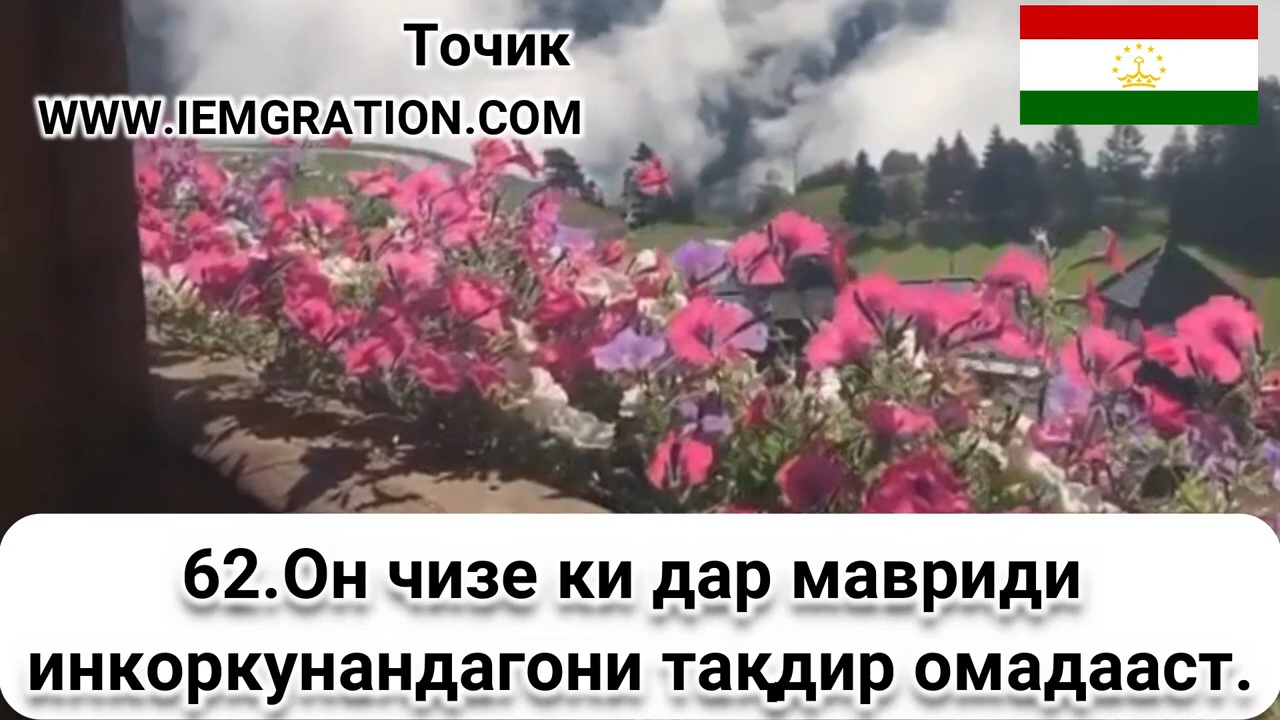 Точик
WWW.IEMGRATION.COM
62.Он чизе ки дар мавриди
инкоркунандагони тақдир омадааст.